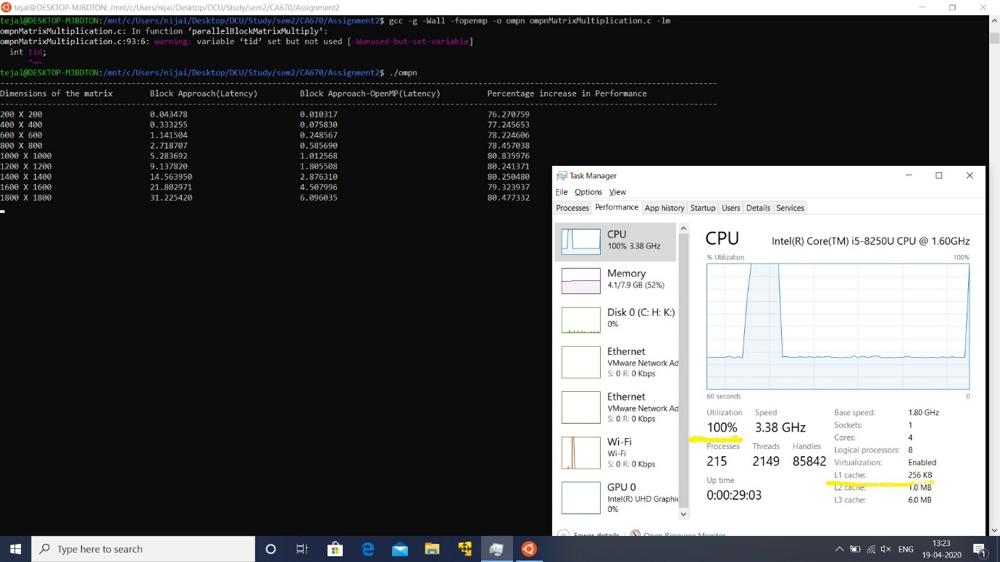 tejal@DESKTOP-MJBDTON: /mnt/c/Users/nijai/Desktop/DCU/Study/sem2/CA670/Assignment2
tejal@DESKTOP-MJBDTON:/mnt/c/Users/nijai/Desktop/DCU/Study/sem2/CA670/Assignment2$ gcc -g -Wall -fopenmp -o ompn ompnMatrixMultiplication.c -lm
ompnMatrixMultiplication.c: In function ‘parallelBlockMatrixMultiply’:
ompnMatrixMultiplication.c:93:6: warning: variable ‘tid’ set but not used [-Wunused-but-set-variable]
int tid;
^~~
tejal@DESKTOP-MJBDTON:/mnt/c/Users/nijai/Desktop/DCU/Study/sem2/CA670/Assignment2$ ./ompn
Dimensions of the matrix Block Approach(Latency) Block Approach-OpenMP(Latency) Percentage increase in Performance
200 X 200 0.043478 0.010317 76.270759
400 X 400 0.333255 0.075830 77.245653
600 X 600 1.141504 0.248567 78.224606
800 X 800 2.718707 0.585690 78.457038
1000 X 1000 5.283692 1.012568 80.835976
1200 X 1200 9.137820 1.805508 80.241371
1400 X 1400 14.563950 2.876310 80.250480
1600 X 1600 21.802971 4.507996 79.323937
1800 X 1800 31.225420 6.096035 80.477332
Task Manager
File Options View
Processes Performance App history Startup Users Details Services
CPU
100% 3.38 GHz
Memory
4.1/7.9 GB (52%)
Disk 0 (C: H: K:)
0%
Ethernet
VMware Network Ad
S: 0 R: 0 Kbps
Ethernet
VMware Network Ad
S: 0 R: 0 Kbps
Wi-Fi
Wi-Fi
S: 0 R: 0 Kbps
GPU 0
Intel(R) UHD Graphic
0%
CPU Intel(R) Core(TM) i5-8250U CPU @ 1.60GHz
% Utilization 100%
60 seconds 0
Utilization Speed
100% 3.38 GHz
Processes Threads Handles
215 2149 85842
Up time
0:00:29:03
Base speed: 1.80 GHz
Sockets: 1
Cores: 4
Logical processors: 8
Virtualization: Enabled
L1 cache: 256 KB
L2 cache: 1.0 MB
L3 cache: 6.0 MB
Fewer details Open Resource Monitor
Type here to search
ENG
13:23
19-04-2020
1